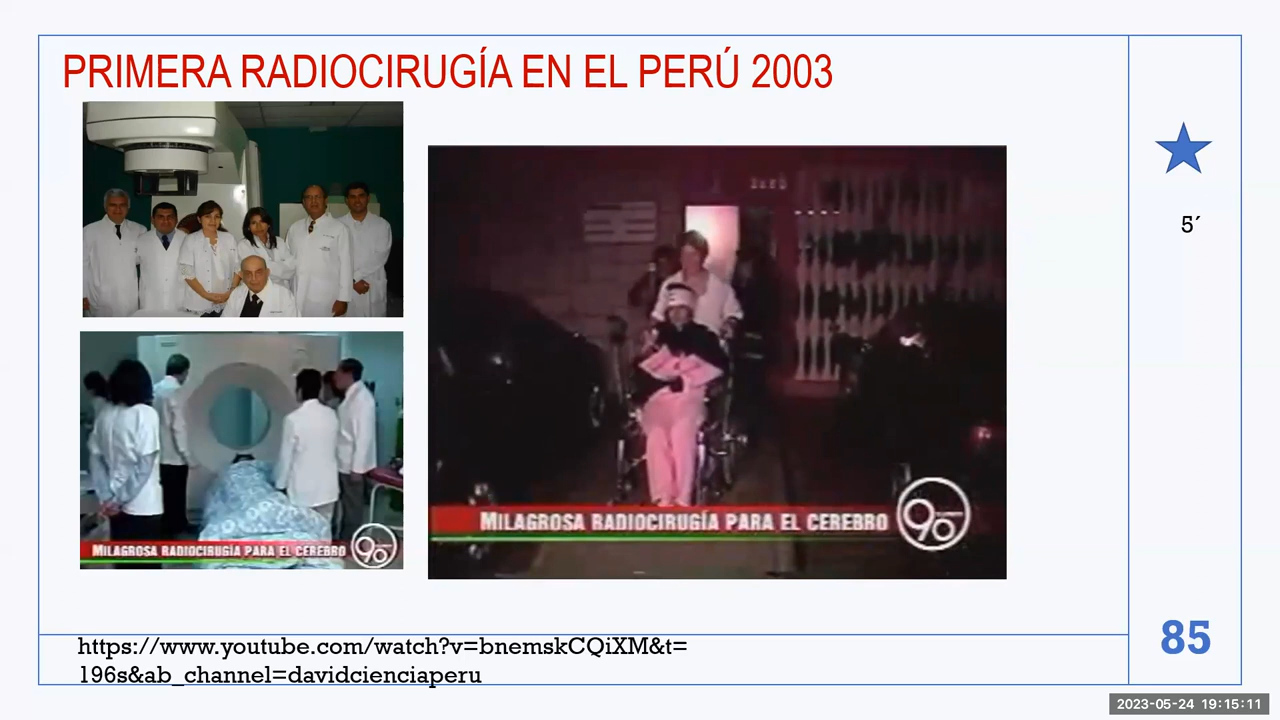 PRIMERA RADIOCIRUGÍA EN EL PERÚ 2003
5´
MILAGROSA RADIOCIRUGÍA PARA EL CEREBRO
90
MILAGROSA RADIOCIRUGÍA PARA EL CEREBRO
90
85
https://www.youtube.com/watch?v=bnemskCQiXM&t=
196s&ab_channel=davidcienciaperu
2023-05-24 19:15:11